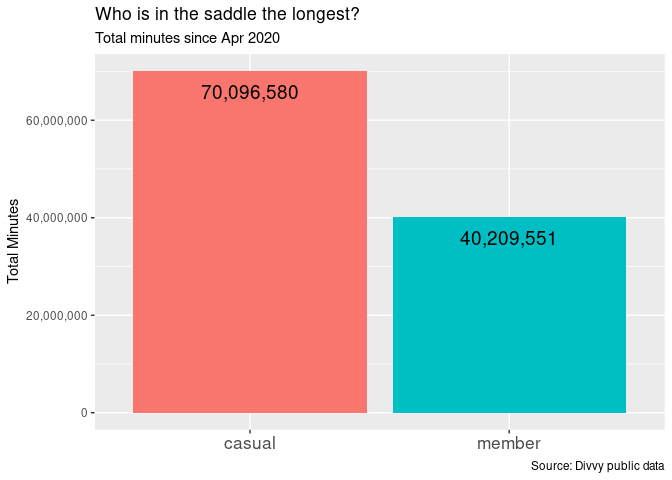 Who is in the saddle the longest?
Total minutes since Apr 2020
Total Minutes
60,000,000
40,000,000
20,000,000
0
70,096,580
40,209,551
casual
member
Source: Divvy public data